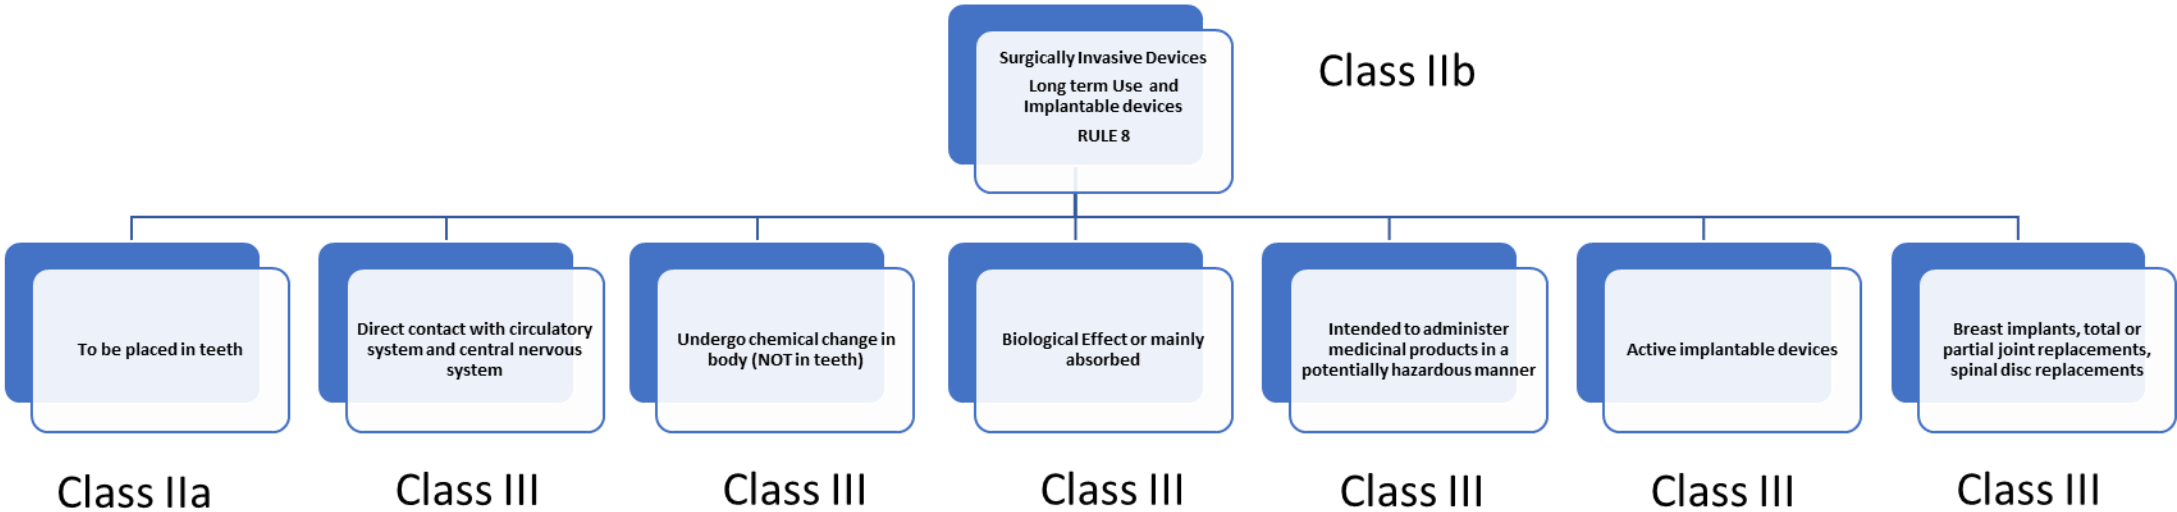 Surgically Invasive Devices
Long term Use and
Implantable devices
RULE 8
Class IIb
To be placed in teeth
Direct contact with circulatory
system and central nervous
system
Undergo chemical change in
body (NOT in teeth)
Biological Effect or mainly
absorbed
Intended to administer
medicinal products in a
potentially hazardous manner
Active implantable devices
Breast implants, total or
partial joint replacements,
spinal disc replacements
Class IIa
Class III
Class III
Class III
Class III
Class III
Class III